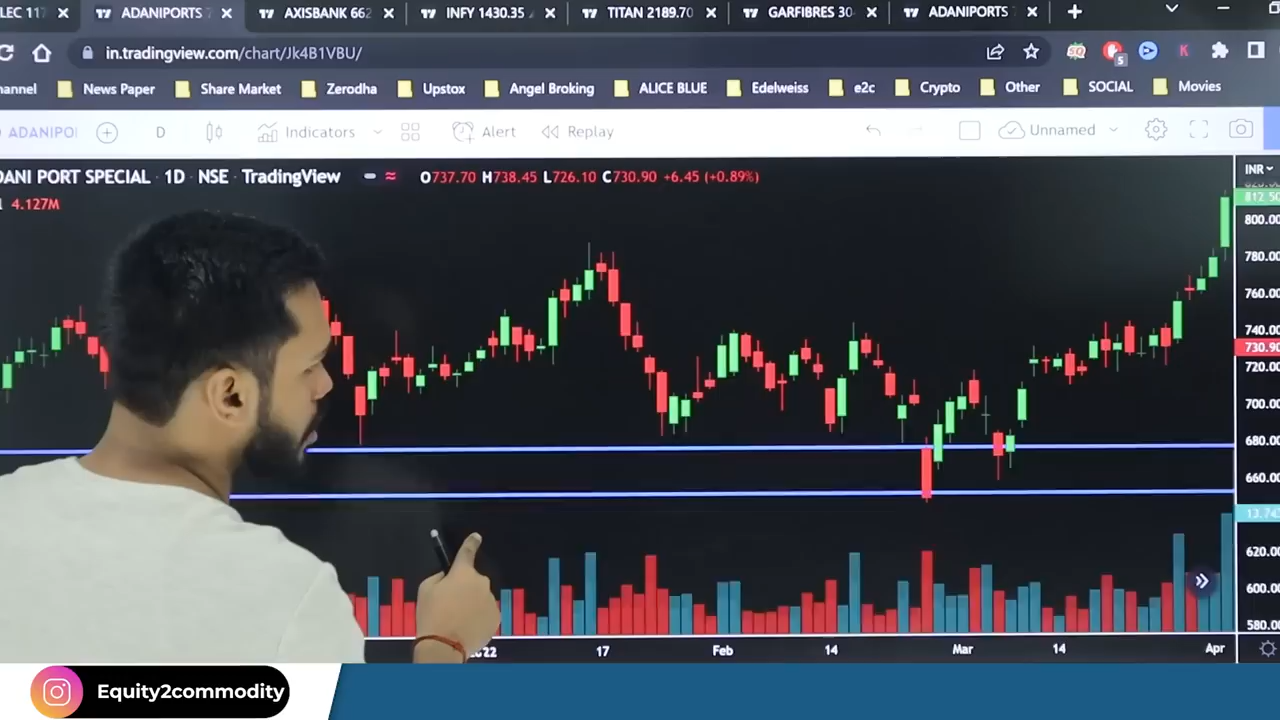 LEC 117 ADANIPORTS 7 AXISBANK 662 INFY 1430.35 TITAN 2189.70 GARFIBRES 30 ADANIPORTS
in.tradingview.com/chart/Jk4B1VBU/
5 K
annel News Paper Share Market Zerodha Upstox Angel Broking ALICE BLUE Edelweiss e2c Crypto Other SOCIAL Movies
ADANIPO D Indicators Alert Replay Unnamed
DANI PORT SPECIAL · 1D · NSE · TradingView O737.70 H738.45 L726.10 C730.90 +6.45 (+0.89%) INR
4.127M
812.50
800.00
780.00
760.00
740.00
730.90
720.00
700.00
680.00
660.00
13.743
620.00
600.00
580.00
22 17 Feb 14 Mar 14 Apr
Equity2commodity